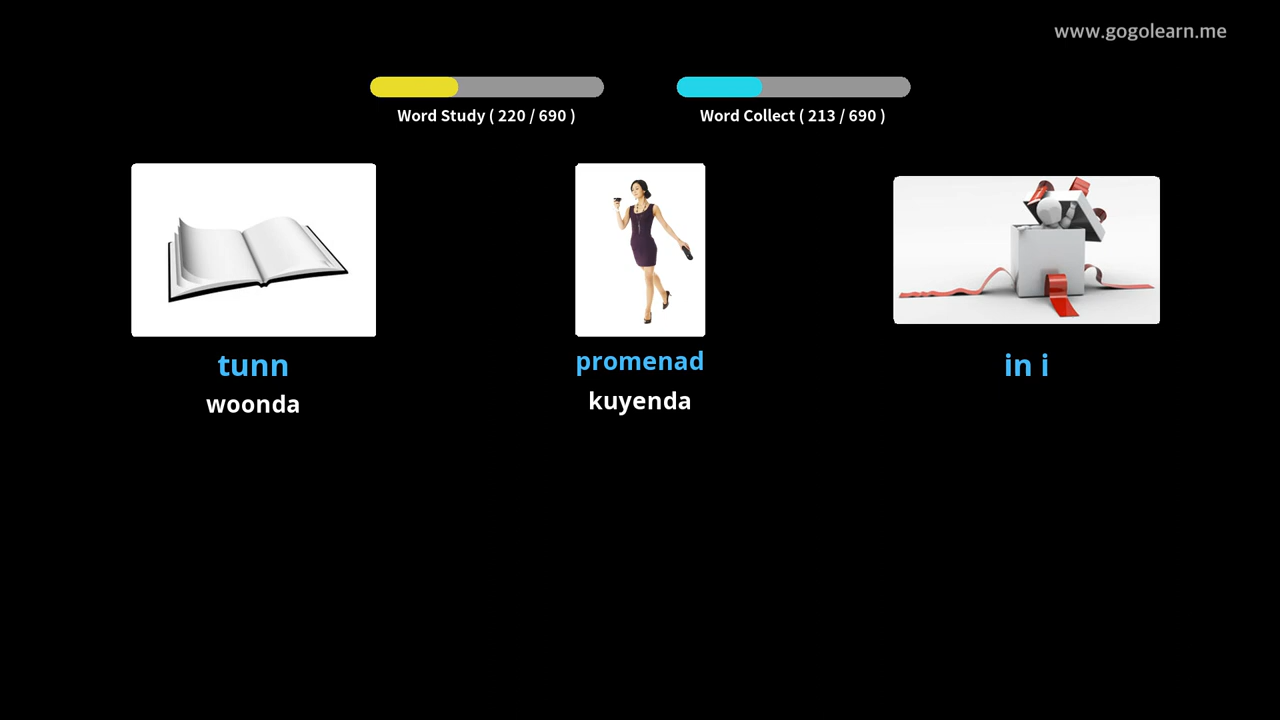 www.gogolearn.me
Word Study ( 220 / 690 )
Word Collect ( 213 / 690 )
tunn
woonda
promenad
kuyenda
in i